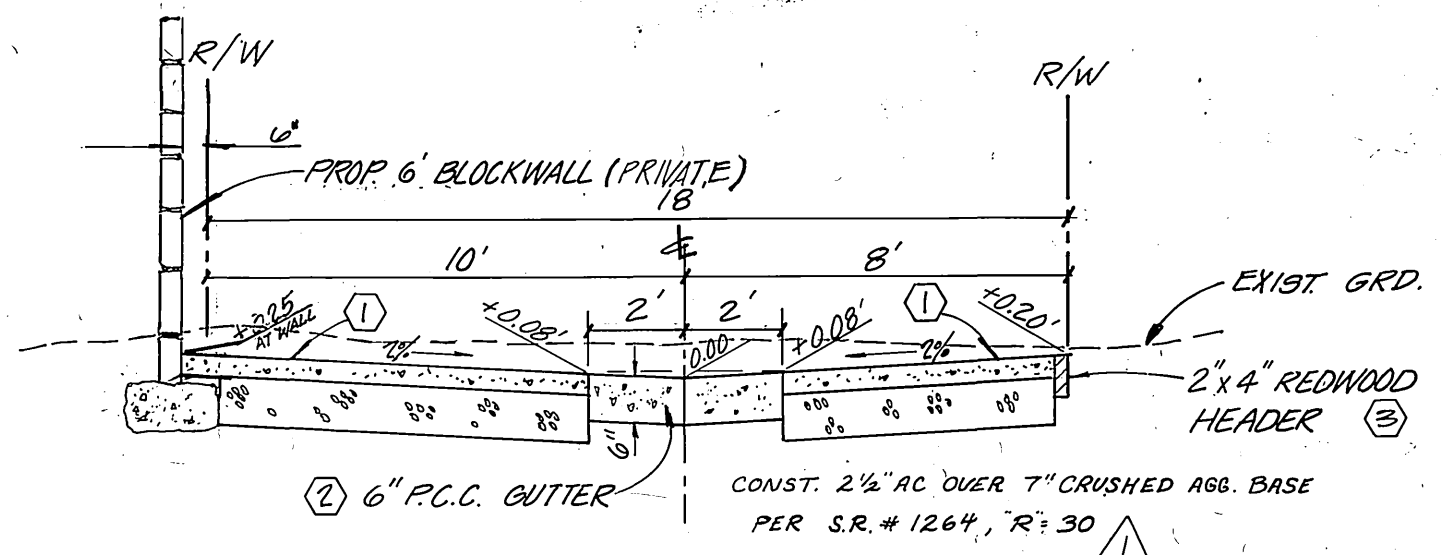 R/W
R/W
6"
PROP. 6' BLOCKWALL (PRIVATE)
18'
℄
10'
8'
EXIST. GRD.
1
2'
2'
1
+0.20'
+0.25
AT WALL
+0.08'
0.00
+0.08'
2%
2%
2"x4" REDWOOD
HEADER 3
6"
2 6" P.C.C. GUTTER
CONST. 2½" AC OVER 7" CRUSHED AGG. BASE
PER S.R. # 1264, "R"= 30
1